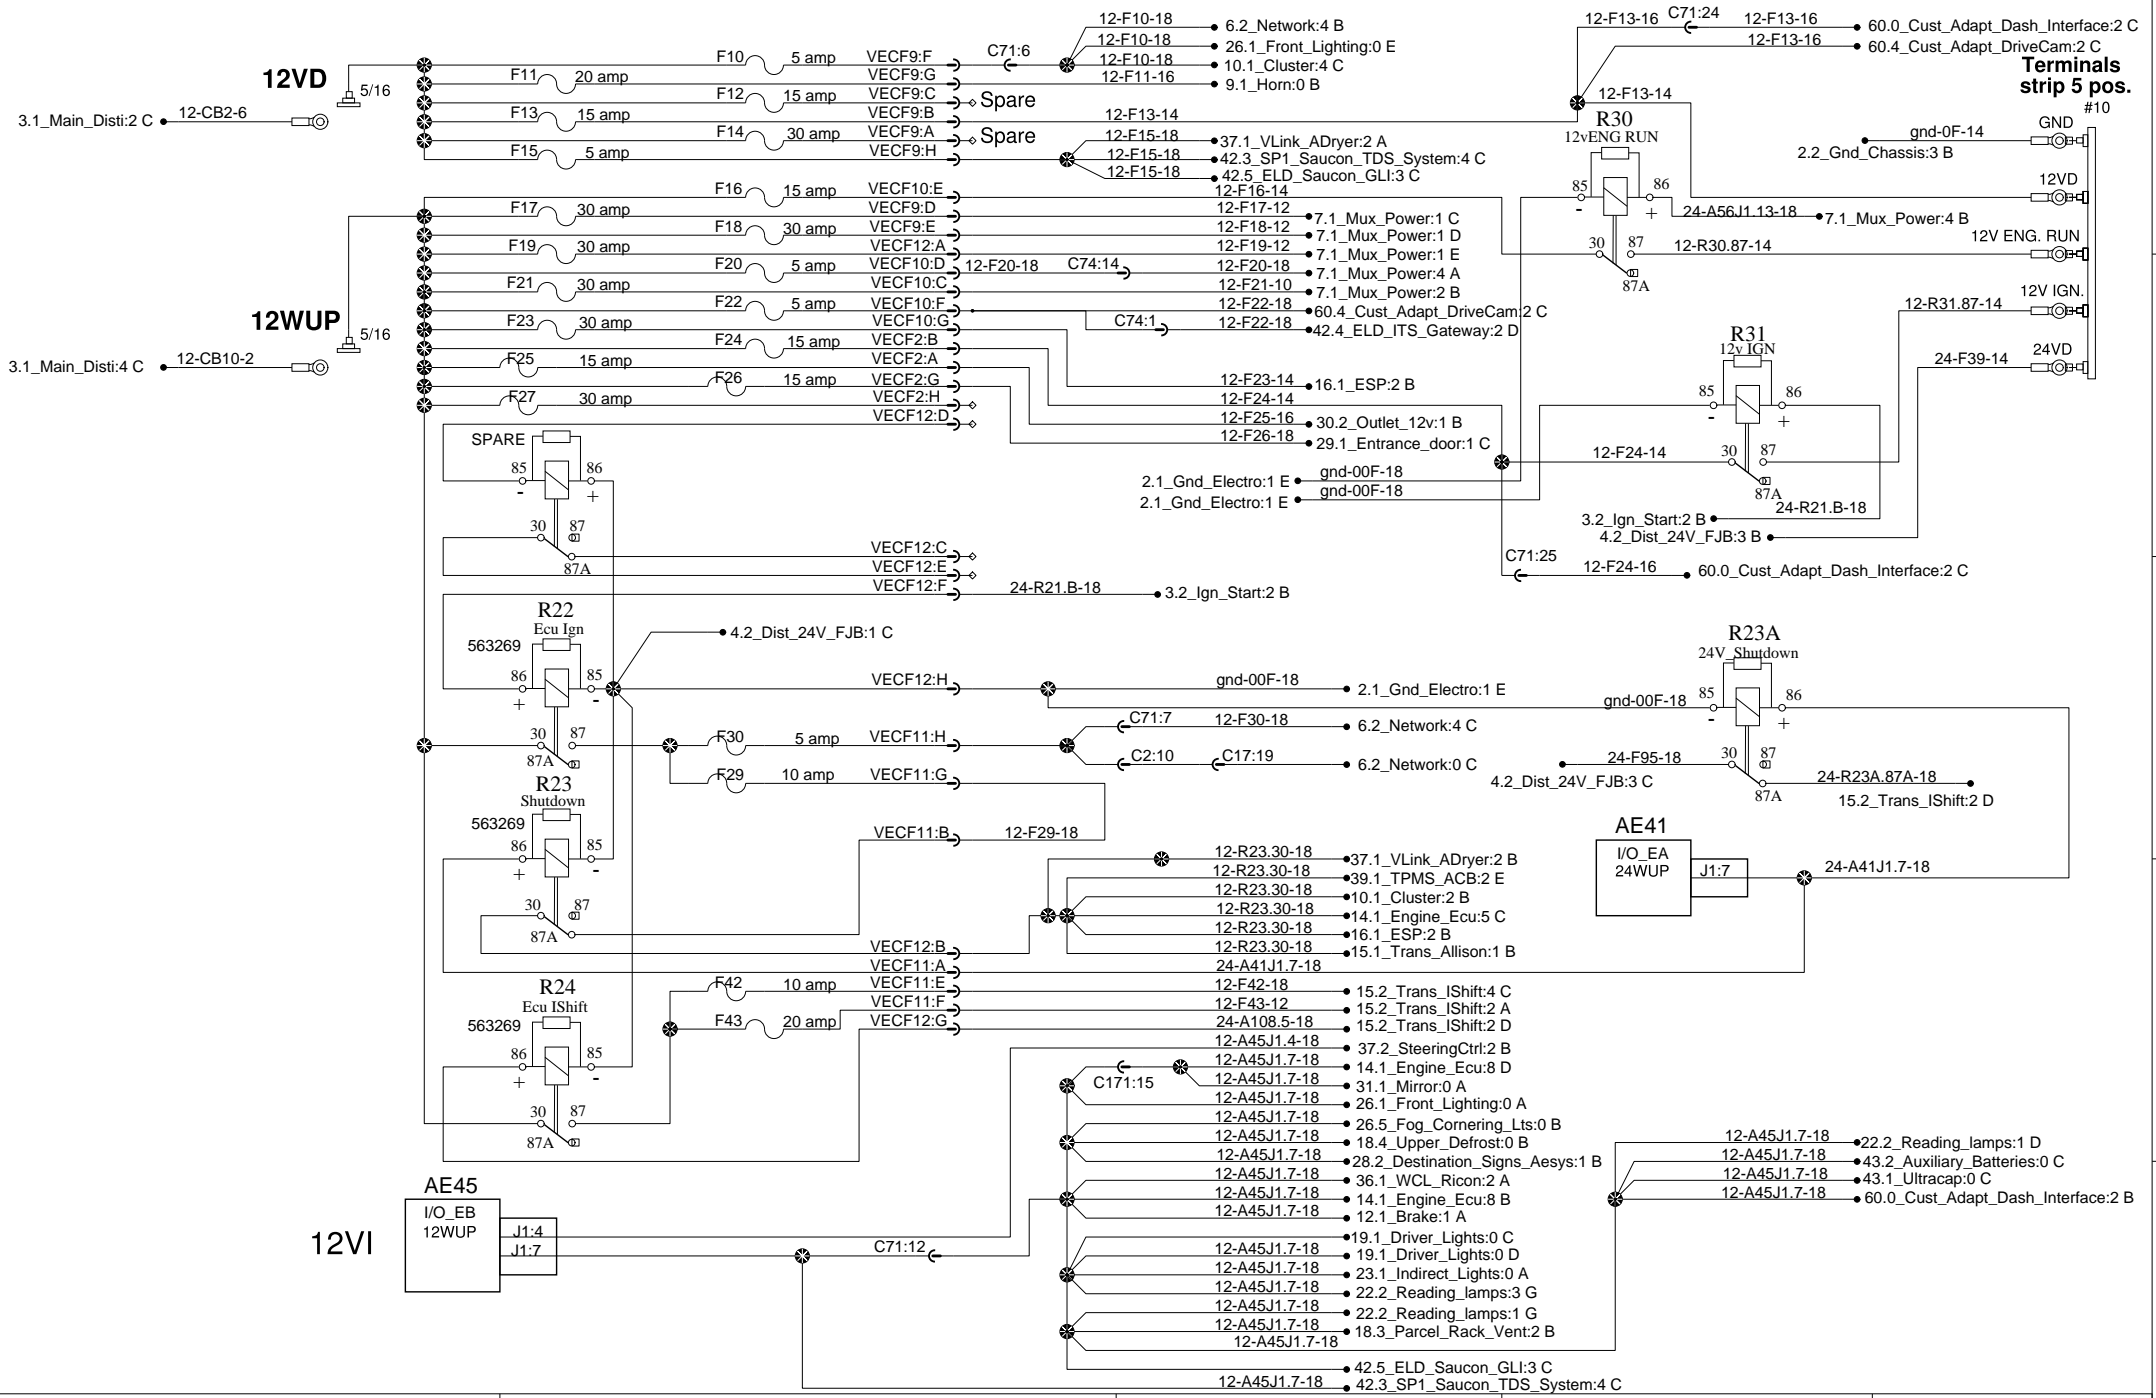 12VD
5/16
3.1_Main_Disti:2 C 12-CB2-6
F10 5 amp VECF9:F C71:6
12-F10-18 6.2_Network:4 B
12-F10-18 26.1_Front_Lighting:0 E
12-F10-18 10.1_Cluster:4 C
F11 20 amp VECF9:G 12-F11-16 9.1_Horn:0 B
F12 15 amp VECF9:C Spare
F13 15 amp VECF9:B 12-F13-14
F14 30 amp VECF9:A Spare
F15 5 amp VECF9:H
12-F15-18 37.1_VLink_ADryer:2 A
12-F15-18 42.3_SP1_Saucon_TDS_System:4 C
12-F15-18 42.5_ELD_Saucon_GLI:3 C
12-F13-16 C71:24 12-F13-16 60.0_Cust_Adapt_Dash_Interface:2 C
12-F13-16 60.4_Cust_Adapt_DriveCam:2 C
12-F13-14
Terminals
strip 5 pos.
#10
GND
gnd-0F-14
2.2_Gnd_Chassis:3 B
12VD
12V ENG. RUN
12V IGN.
24VD
R30
12vENG RUN
85 86
- +
24-A56J1.13-18 7.1_Mux_Power:4 B
30 87
87A
12-R30.87-14
12WUP
5/16
3.1_Main_Disti:4 C 12-CB10-2
F16 15 amp VECF10:E 12-F16-14
F17 30 amp VECF9:D 12-F17-12 7.1_Mux_Power:1 C
F18 30 amp VECF9:E 12-F18-12 7.1_Mux_Power:1 D
F19 30 amp VECF12:A 12-F19-12 7.1_Mux_Power:1 E
F20 5 amp VECF10:D 12-F20-18 C74:14 12-F20-18 7.1_Mux_Power:4 A
F21 30 amp VECF10:C 12-F21-10 7.1_Mux_Power:2 B
F22 5 amp VECF10:F 12-F22-18 60.4_Cust_Adapt_DriveCam:2 C
C74:1 12-F22-18 42.4_ELD_ITS_Gateway:2 D
F23 30 amp VECF10:G 12-F23-14 16.1_ESP:2 B
F24 15 amp VECF2:B 12-F24-14
F25 15 amp VECF2:A 12-F25-16 30.2_Outlet_12v:1 B
F26 15 amp VECF2:G 12-F26-18 29.1_Entrance_door:1 C
F27 30 amp VECF2:H
VECF12:D
2.1_Gnd_Electro:1 E gnd-00F-18
2.1_Gnd_Electro:1 E gnd-00F-18
R31
12v IGN
85 86
- +
12-F24-14
30 87
87A
12-R31.87-14
24-F39-14
24-R21.B-18
3.2_Ign_Start:2 B
4.2_Dist_24V_FJB:3 B
C71:25
12-F24-16 60.0_Cust_Adapt_Dash_Interface:2 C
SPARE
85 86
- +
30 87
87A
VECF12:C
VECF12:E
VECF12:F 24-R21.B-18 3.2_Ign_Start:2 B
R22
Ecu Ign
563269
86 85
+ -
30 87
87A
4.2_Dist_24V_FJB:1 C
VECF12:H gnd-00F-18 2.1_Gnd_Electro:1 E
F30 5 amp VECF11:H
C71:7 12-F30-18 6.2_Network:4 C
C2:10 C17:19 6.2_Network:0 C
F29 10 amp VECF11:G
VECF11:B 12-F29-18
R23A
24V_Shutdown
gnd-00F-18 85 86
- +
30 87
87A
24-F95-18
4.2_Dist_24V_FJB:3 C
24-R23A.87A-18
15.2_Trans_IShift:2 D
R23
Shutdown
563269
86 85
+ -
30 87
87A
AE41
I/O_EA
24WUP
J1:7
24-A41J1.7-18
12-R23.30-18 37.1_VLink_ADryer:2 B
12-R23.30-18 39.1_TPMS_ACB:2 E
12-R23.30-18 10.1_Cluster:2 B
12-R23.30-18 14.1_Engine_Ecu:5 C
12-R23.30-18 16.1_ESP:2 B
VECF12:B 12-R23.30-18 15.1_Trans_Allison:1 B
VECF11:A 24-A41J1.7-18
R24
Ecu IShift
563269
86 85
+ -
30 87
87A
F42 10 amp VECF11:E 12-F42-18 15.2_Trans_IShift:4 C
F43 20 amp VECF11:F 12-F43-12 15.2_Trans_IShift:2 A
VECF12:G 24-A108.5-18 15.2_Trans_IShift:2 D
12-A45J1.4-18 37.2_SteeringCtrl:2 B
C171:15
12-A45J1.7-18 14.1_Engine_Ecu:8 D
12-A45J1.7-18 31.1_Mirror:0 A
12-A45J1.7-18 26.1_Front_Lighting:0 A
12-A45J1.7-18 26.5_Fog_Cornering_Lts:0 B
12-A45J1.7-18 18.4_Upper_Defrost:0 B
12-A45J1.7-18 28.2_Destination_Signs_Aesys:1 B
12-A45J1.7-18 36.1_WCL_Ricon:2 A
12-A45J1.7-18 14.1_Engine_Ecu:8 B
12-A45J1.7-18 12.1_Brake:1 A
19.1_Driver_Lights:0 C
12-A45J1.7-18 19.1_Driver_Lights:0 D
12-A45J1.7-18 23.1_Indirect_Lights:0 A
12-A45J1.7-18 22.2_Reading_lamps:3 G
12-A45J1.7-18 22.2_Reading_lamps:1 G
12-A45J1.7-18 18.3_Parcel_Rack_Vent:2 B
12-A45J1.7-18
42.5_ELD_Saucon_GLI:3 C
12-A45J1.7-18 42.3_SP1_Saucon_TDS_System:4 C
12-A45J1.7-18 22.2_Reading_lamps:1 D
12-A45J1.7-18 43.2_Auxiliary_Batteries:0 C
12-A45J1.7-18 43.1_Ultracap:0 C
12-A45J1.7-18 60.0_Cust_Adapt_Dash_Interface:2 B
12VI
AE45
I/O_EB
12WUP
J1:4
J1:7
C71:12